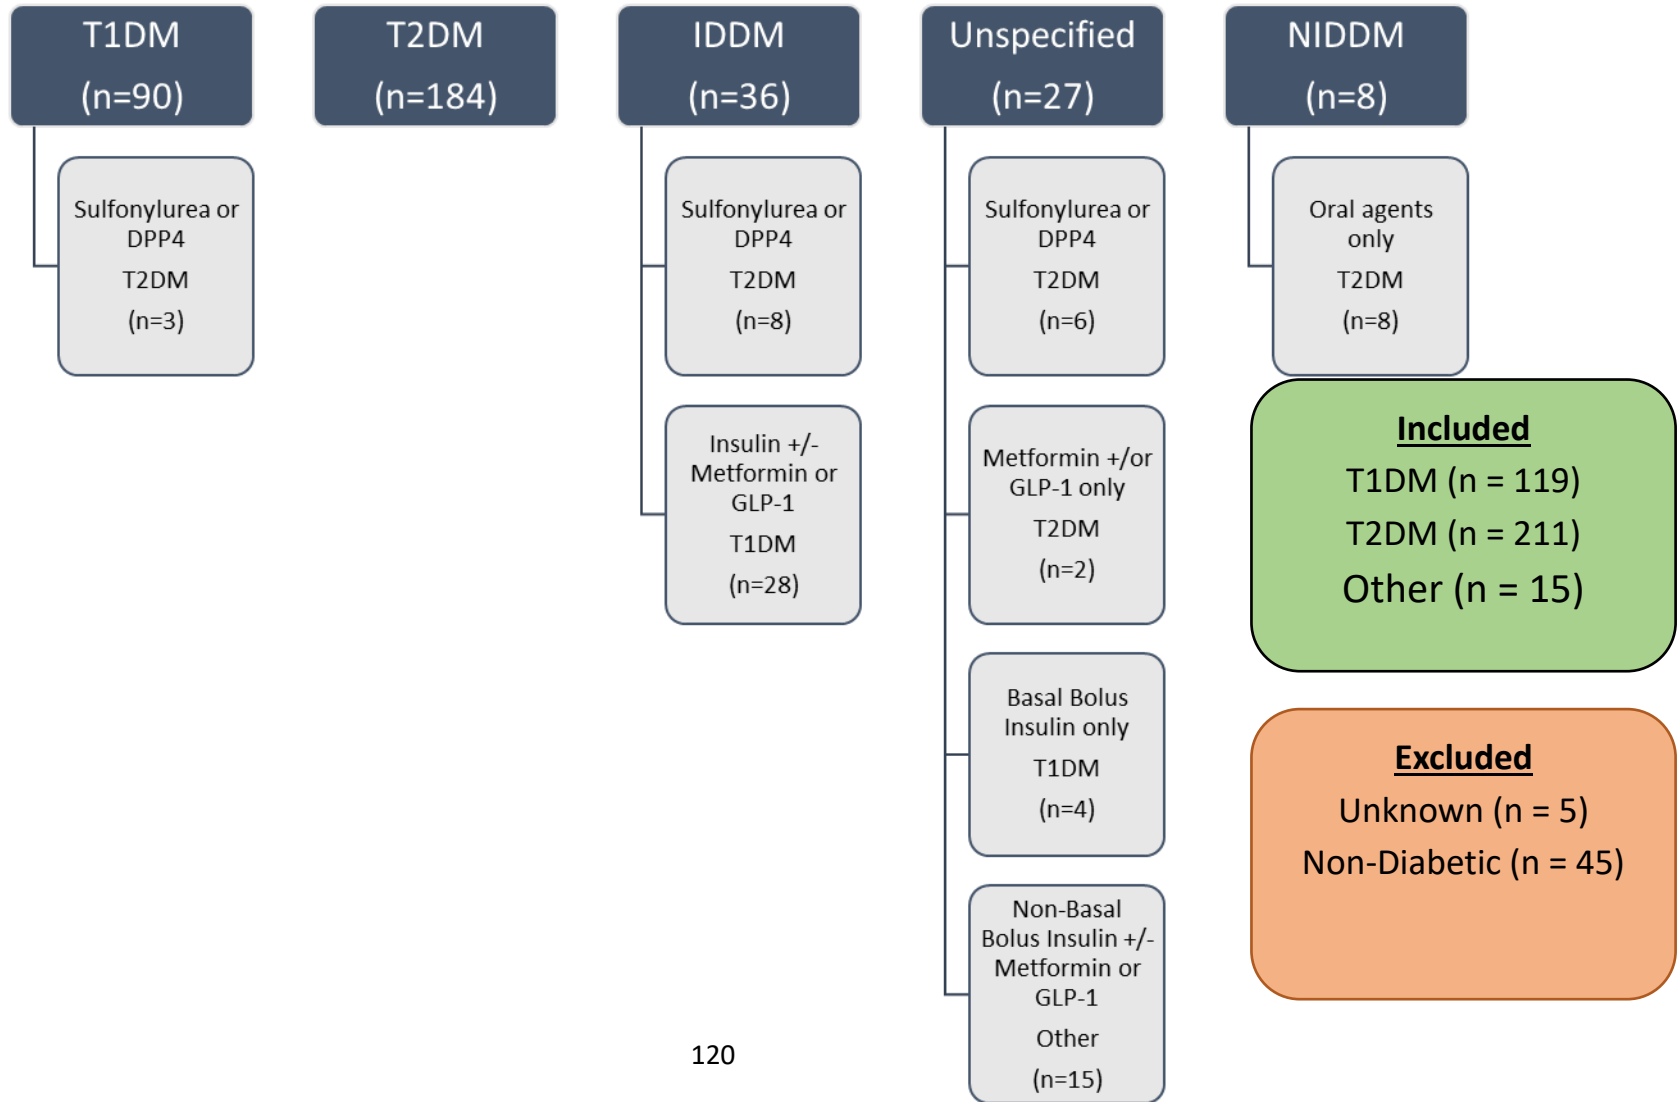 T1DM
(n=90)
T2DM
(n=184)
IDDM
(n=36)
Unspecified
(n=27)
NIDDM
(n=8)
Sulfonylurea or
DPP4
T2DM
(n=3)
Sulfonylurea or
DPP4
T2DM
(n=8)
Insulin +/-
Metformin or
GLP-1
T1DM
(n=28)
Sulfonylurea or
DPP4
T2DM
(n=6)
Metformin +/or
GLP-1 only
T2DM
(n=2)
Basal Bolus
Insulin only
T1DM
(n=4)
Non-Basal
Bolus Insulin +/-
Metformin or
GLP-1
Other
(n=15)
Oral agents
only
T2DM
(n=8)
Included
T1DM (n = 119)
T2DM (n = 211)
Other (n = 15)
Excluded
Unknown (n = 5)
Non-Diabetic (n = 45)
120